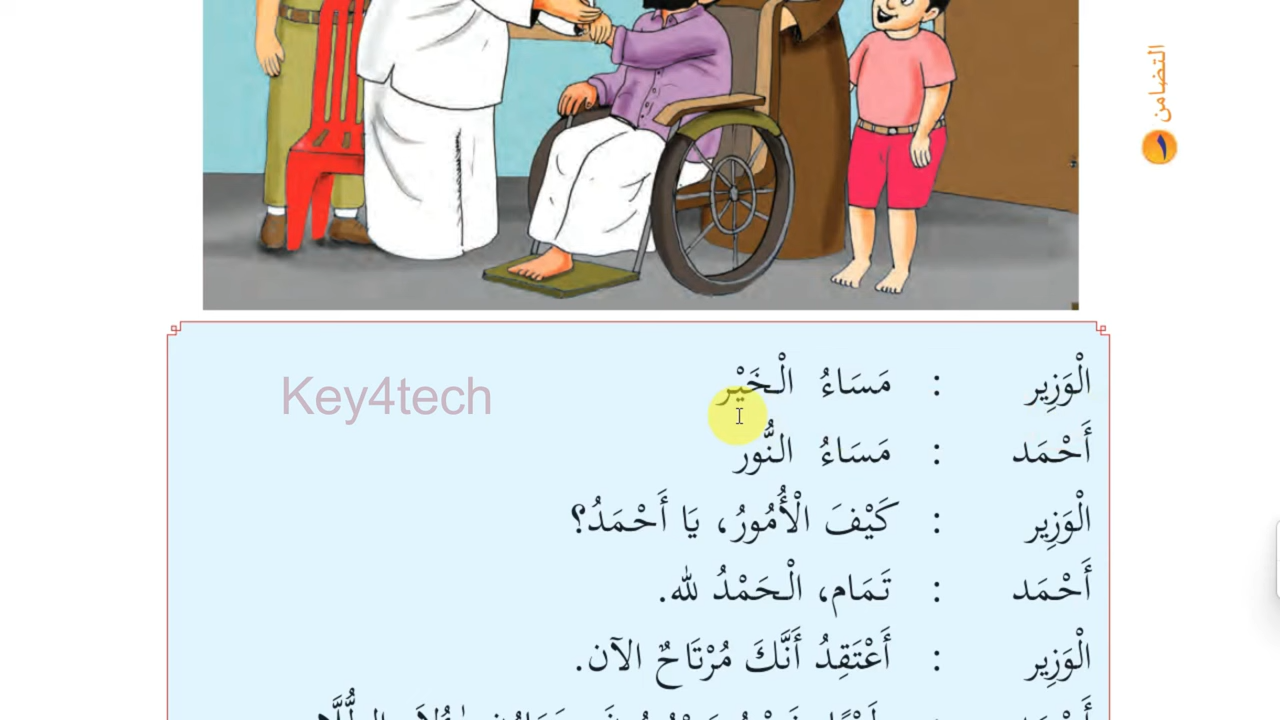 التضامن
Key4tech
الْوَزِير : مَسَاءُ الْخَيْر
أَحْمَد : مَسَاءُ النُّور
الْوَزِير : كَيْفَ الْأُمُورُ، يَا أَحْمَدُ؟
أَحْمَد : تَمَام، الْحَمْدُ لله.
الْوَزِير : أَعْتَقِدُ أَنَّكَ مُرْتَاحٌ الآن.